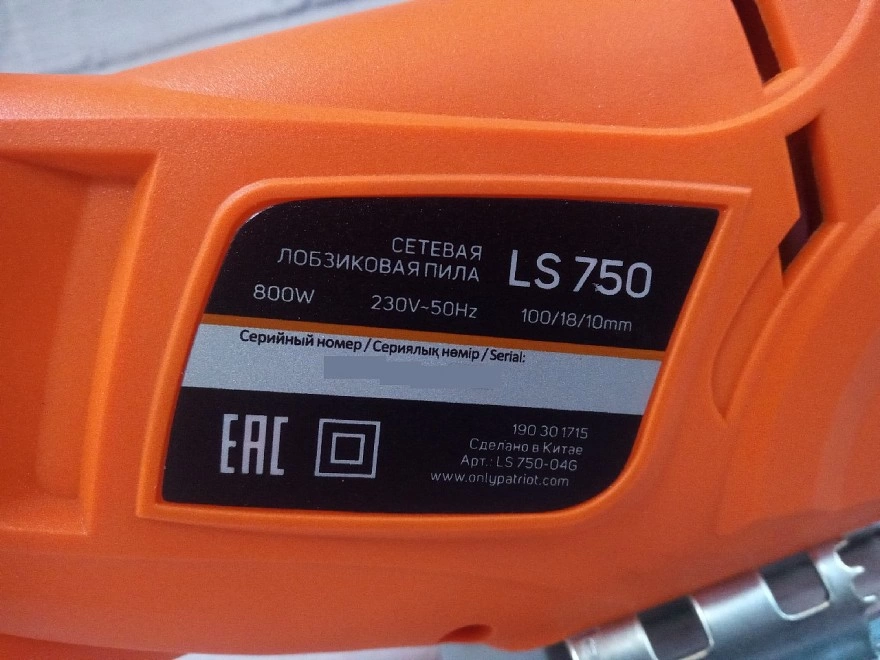 СЕТЕВАЯ
ЛОБЗИКОВАЯ ПИЛА
LS 750
800W 230V~50Hz 100/18/10mm
Серийный номер / Сериялық нөмір / Serial:
EAC
190 30 1715
Сделано в Китае
Арт.: LS 750-04G
www.onlypatriot.com